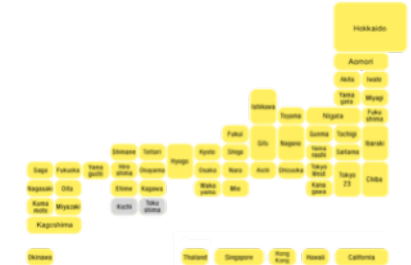 Hokkaido
Aomori
Akita Iwate
Ishikawa Yama gata Miyagi
Toyama Niigata Fuku shima
Fukui Gifu Nagano Gunma Tochigi Ibaraki
Shimane Tottori Hyogo Kyoto Shiga Yama nashi Saitama
Saga Fukuoka Yama guchi Hiro shima Okayama Osaka Nara Aichi Shizuoka Tokyo West Tokyo 23 Chiba
Nagasaki Oita Ehime Kagawa Waka yama Mie Kana gawa
Kuma moto Miyazaki Kochi Toku shima
Kagoshima
Okinawa Thailand Singapore Hong Kong Hawaii California